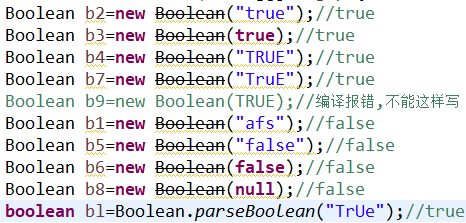 Boolean b2=new Boolean("true");//true
Boolean b3=new Boolean(true);//true
Boolean b4=new Boolean("TRUE");//true
Boolean b7=new Boolean("TruE");//true
Boolean b9=new Boolean(TRUE);//编译报错,不能这样写
Boolean b1=new Boolean("afs");//false
Boolean b5=new Boolean("false");//false
Boolean b6=new Boolean(false);//false
Boolean b8=new Boolean(null);//false
boolean bl=Boolean.parseBoolean("TrUe");//true